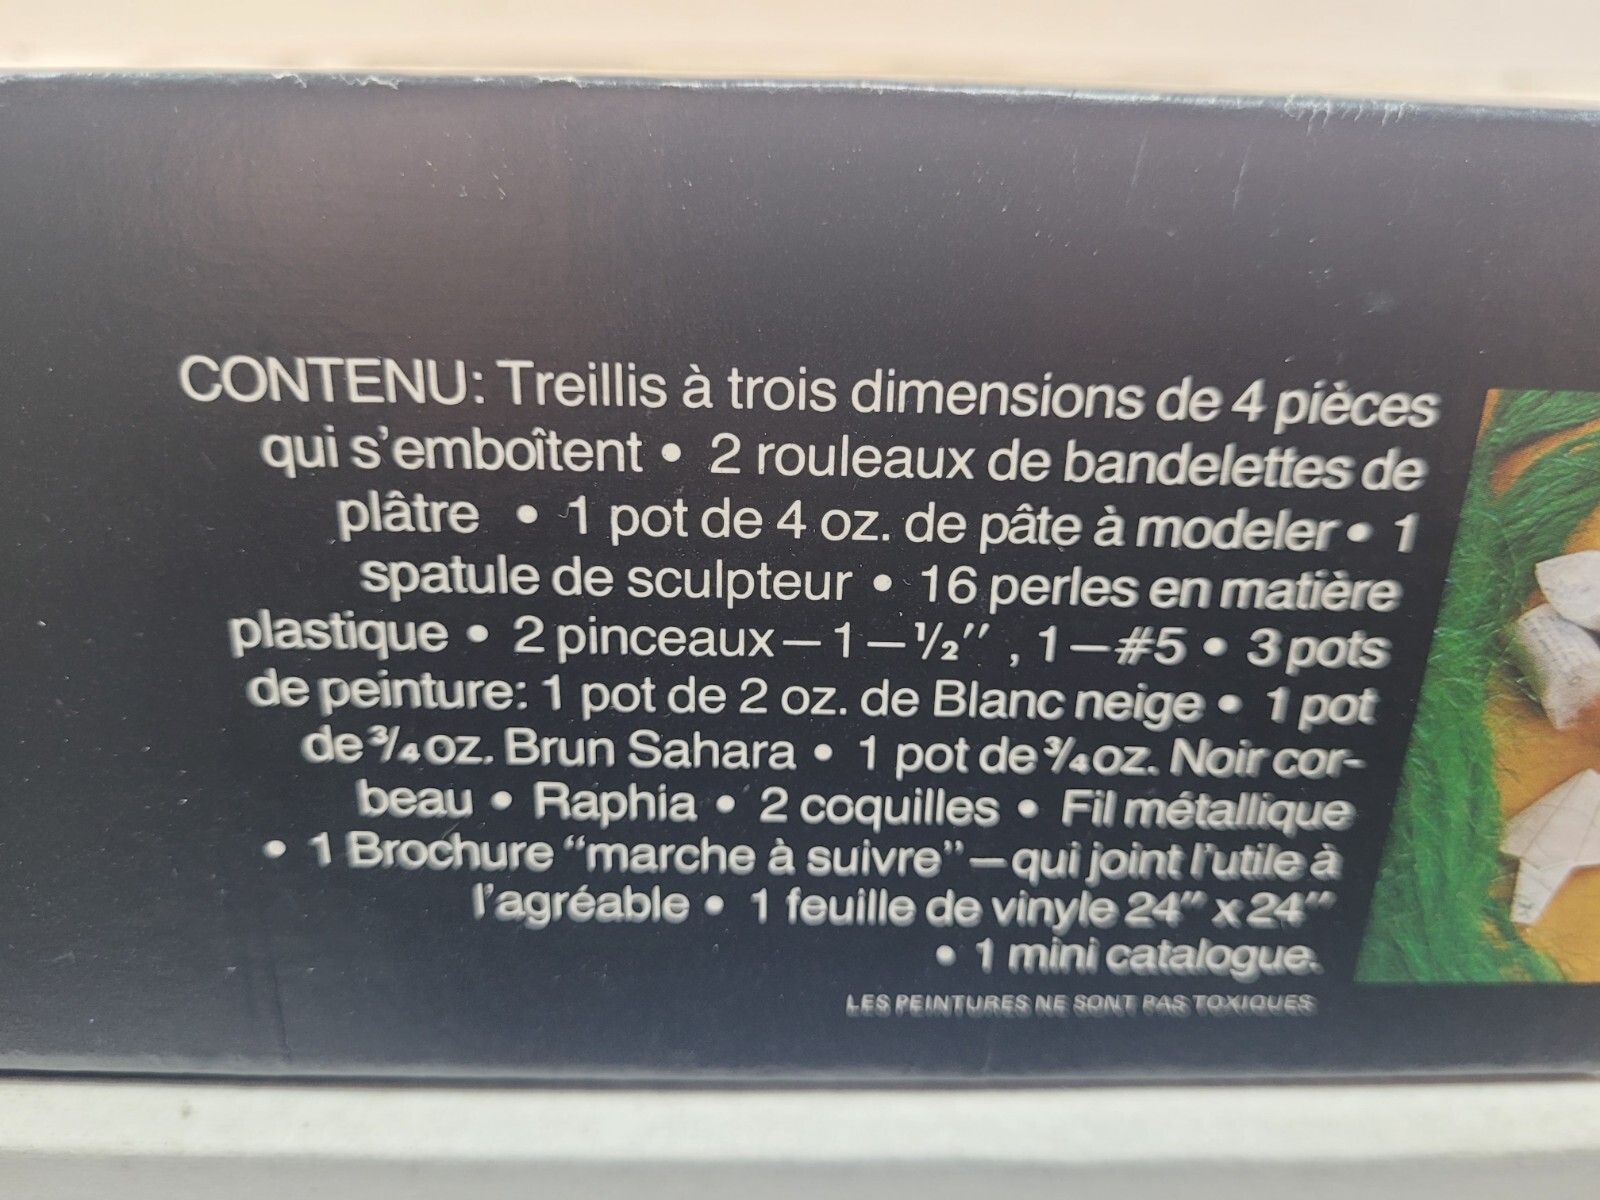 CONTENU: Treillis à trois dimensions de 4 pièces
qui s'emboîtent • 2 rouleaux de bandelettes de
plâtre • 1 pot de 4 oz. de pâte à modeler • 1
spatule de sculpteur • 16 perles en matière
plastique • 2 pinceaux—1—½'', 1—#5 • 3 pots
de peinture: 1 pot de 2 oz. de Blanc neige • 1 pot
de ¾ oz. Brun Sahara • 1 pot de ¾ oz. Noir cor-
beau • Raphia • 2 coquilles • Fil métallique
• 1 Brochure “marche à suivre”—qui joint l'utile à
l'agréable • 1 feuille de vinyle 24'' x 24''
• 1 mini catalogue.
LES PEINTURES NE SONT PAS TOXIQUES